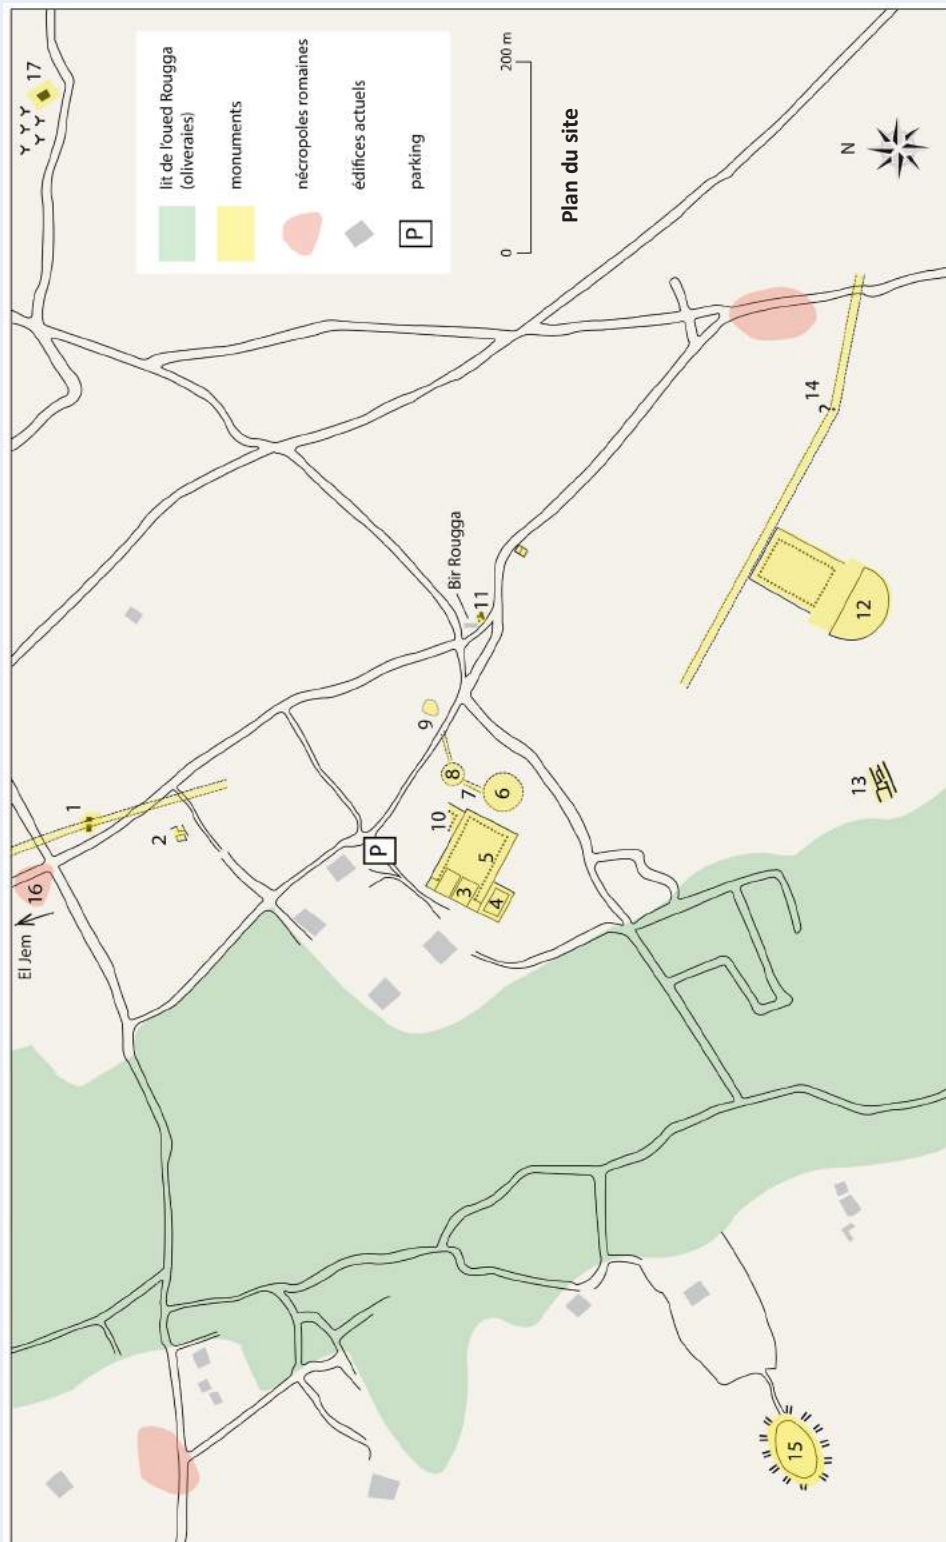 Plan du site
lit de l'oued Rougga
(oliveraies)
monuments
nécropoles romaines
édifices actuels
P
parking
0
200 m
N
El Jem
16
1
2
17
P
10
3
4
5
6
7
8
9
Bir Rougga
11
12
13
14
?
15